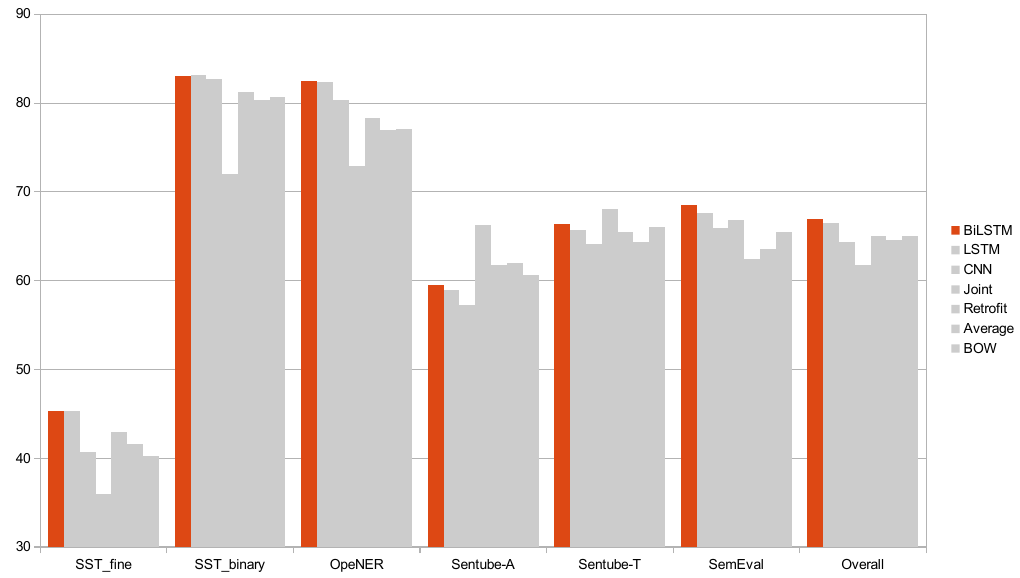 90
80
70
60
50
40
30
SST_fine
SST_binary
OpeNER
Sentube-A
Sentube-T
SemEval
Overall
BiLSTM
LSTM
CNN
Joint
Retrofit
Average
BOW